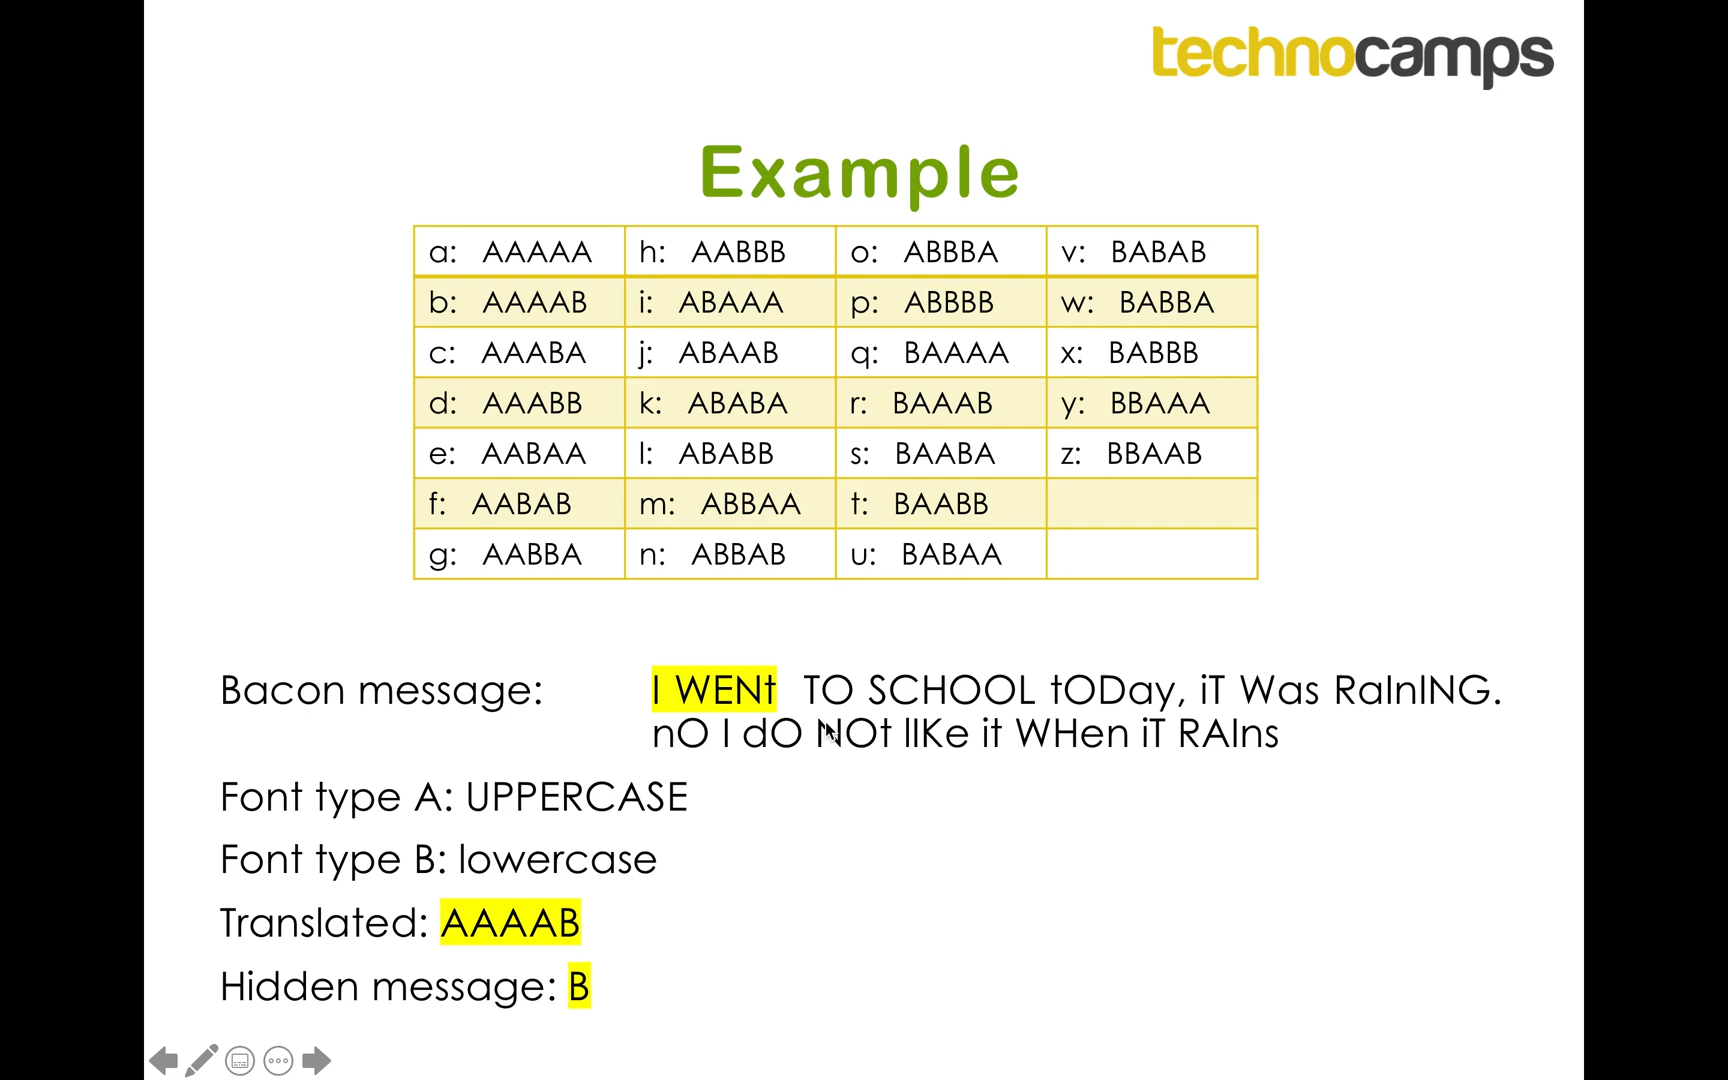 technocamps
Example
a: AAAAA h: AABBB o: ABBBA v: BABAB
b: AAAAB i: ABAAA p: ABBBB w: BABBA
c: AAABA j: ABAAB q: BAAAA x: BABBB
d: AAABB k: ABABA r: BAAAB y: BBAAA
e: AABAA l: ABABB s: BAABA z: BBAAB
f: AABAB m: ABBAA t: BAABB
g: AABBA n: ABBAB u: BABAA
Bacon message: I WENt TO SCHOOL tODay, iT Was RaInING.
nO I dO NOt lIKe it WHen iT RAIns
Font type A: UPPERCASE
Font type B: lowercase
Translated: AAAAB
Hidden message: B